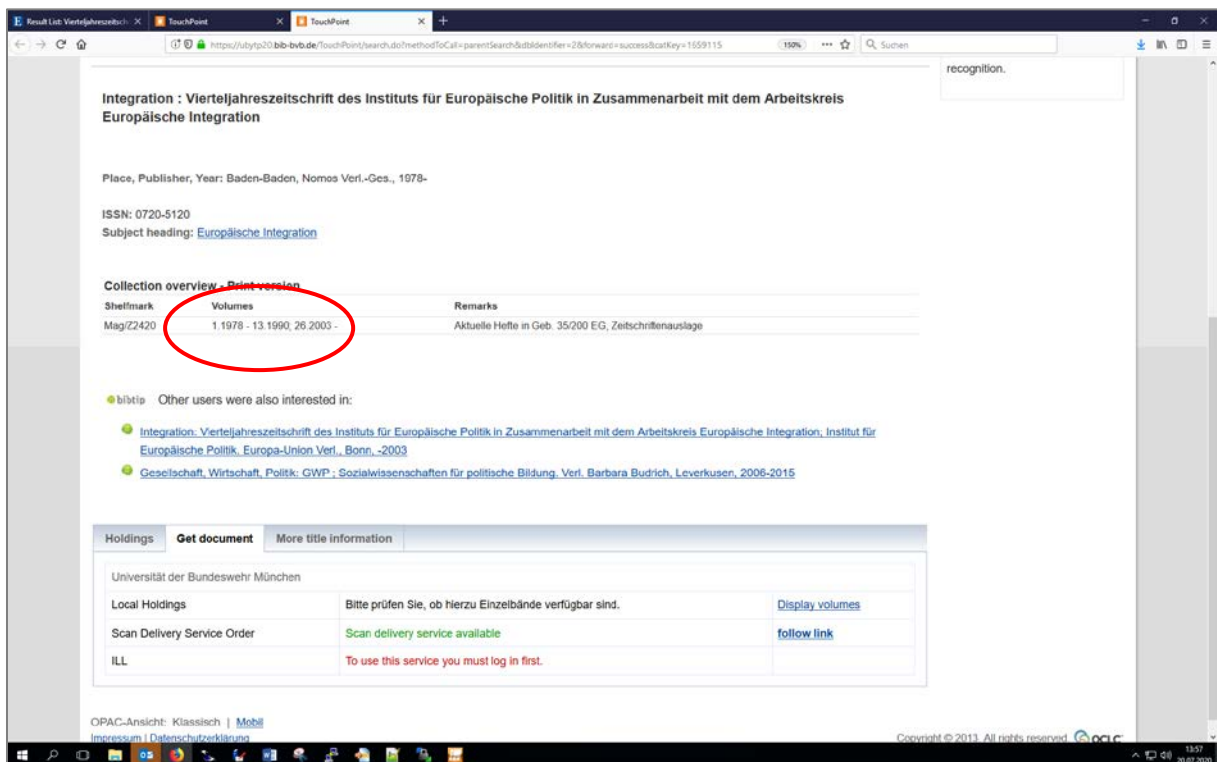 Result List: Vierteljahreszeitsch
TouchPoint
TouchPoint
https://ubytp20.bib-bvb.de/TouchPoint/search.do?methodToCall=parentSearch&dbIdentifier=2&forward=success&catKey=1659115
150%
Suchen
recognition.
Integration : Vierteljahreszeitschrift des Instituts für Europäische Politik in Zusammenarbeit mit dem Arbeitskreis
Europäische Integration
Place, Publisher, Year: Baden-Baden, Nomos Verl.-Ges., 1978-
ISSN: 0720-5120
Subject heading: Europäische Integration
Collection overview - Print version
Shelfmark Volumes Remarks
Mag/Z2420 1.1978 - 13.1990; 26.2003 - Aktuelle Hefte in Geb. 35/200 EG, Zeitschriftenauslage
bibtip Other users were also interested in:
Integration: Vierteljahreszeitschrift des Instituts für Europäische Politik in Zusammenarbeit mit dem Arbeitskreis Europäische Integration; Institut für
Europäische Politik. Europa-Union Verl., Bonn, -2003
Gesellschaft, Wirtschaft, Politik: GWP ; Sozialwissenschaften für politische Bildung. Verl. Barbara Budrich, Leverkusen, 2006-2015
Holdings Get document More title information
Universität der Bundeswehr München
Local Holdings Bitte prüfen Sie, ob hierzu Einzelbände verfügbar sind. Display volumes
Scan Delivery Service Order Scan delivery service available follow link
ILL To use this service you must log in first.
OPAC-Ansicht: Klassisch | Mobil
Impressum | Datenschutzerklärung
Copyright © 2013. All rights reserved. OCLC
13:57
20.07.2020